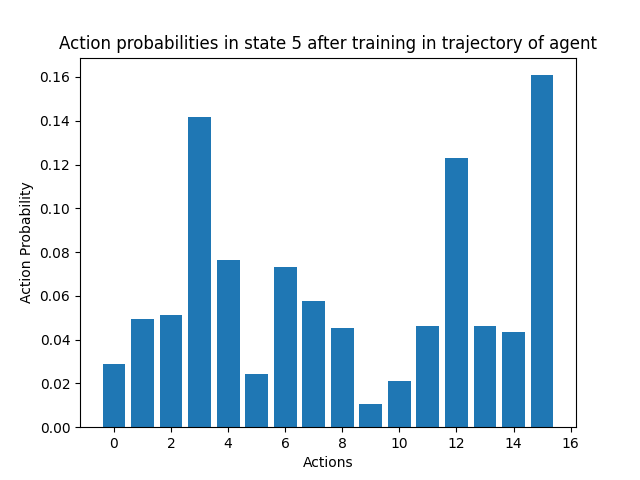 Action probabilities in state 5 after training in trajectory of agent
0.16
0.14
0.12
0.10
0.08
0.06
0.04
0.02
0.00
Action Probability
0 2 4 6 8 10 12 14 16
Actions